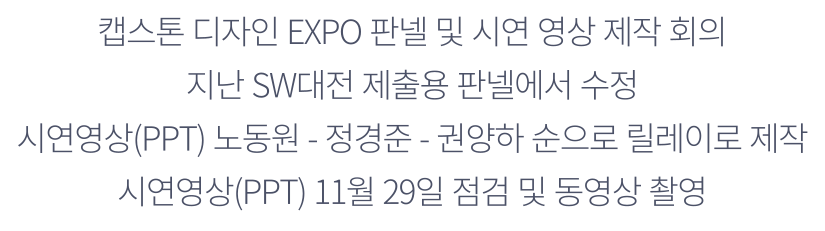 캡스톤 디자인 EXPO 판넬 및 시연 영상 제작 회의
지난 SW대전 제출용 판넬에서 수정
시연영상(PPT) 노동원 - 정경준 - 권양하 순으로 릴레이로 제작
시연영상(PPT) 11월 29일 점검 및 동영상 촬영